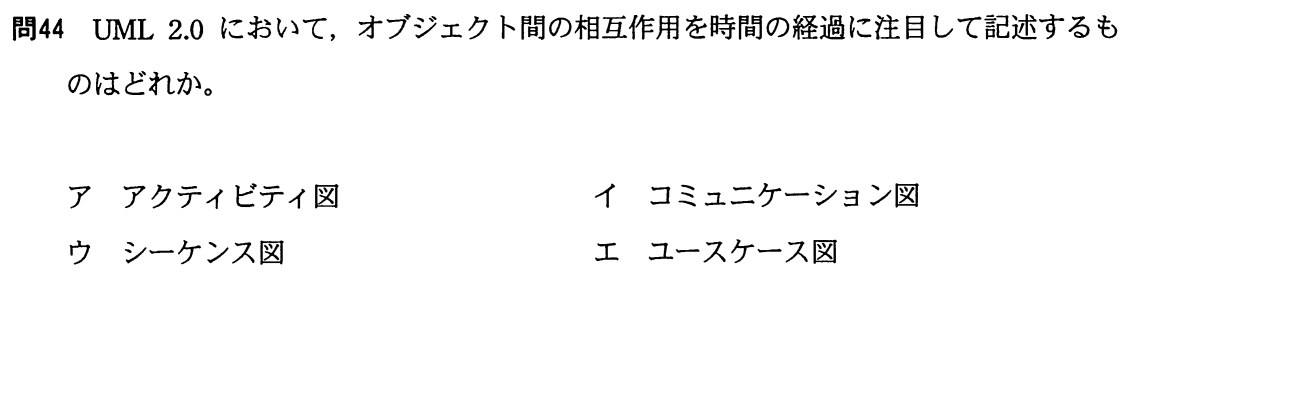 問44 UML 2.0 において，オブジェクト間の相互作用を時間の経過に注目して記述するも
のはどれか。
ア アクティビティ図 イ コミュニケーション図
ウ シーケンス図 エ ユースケース図